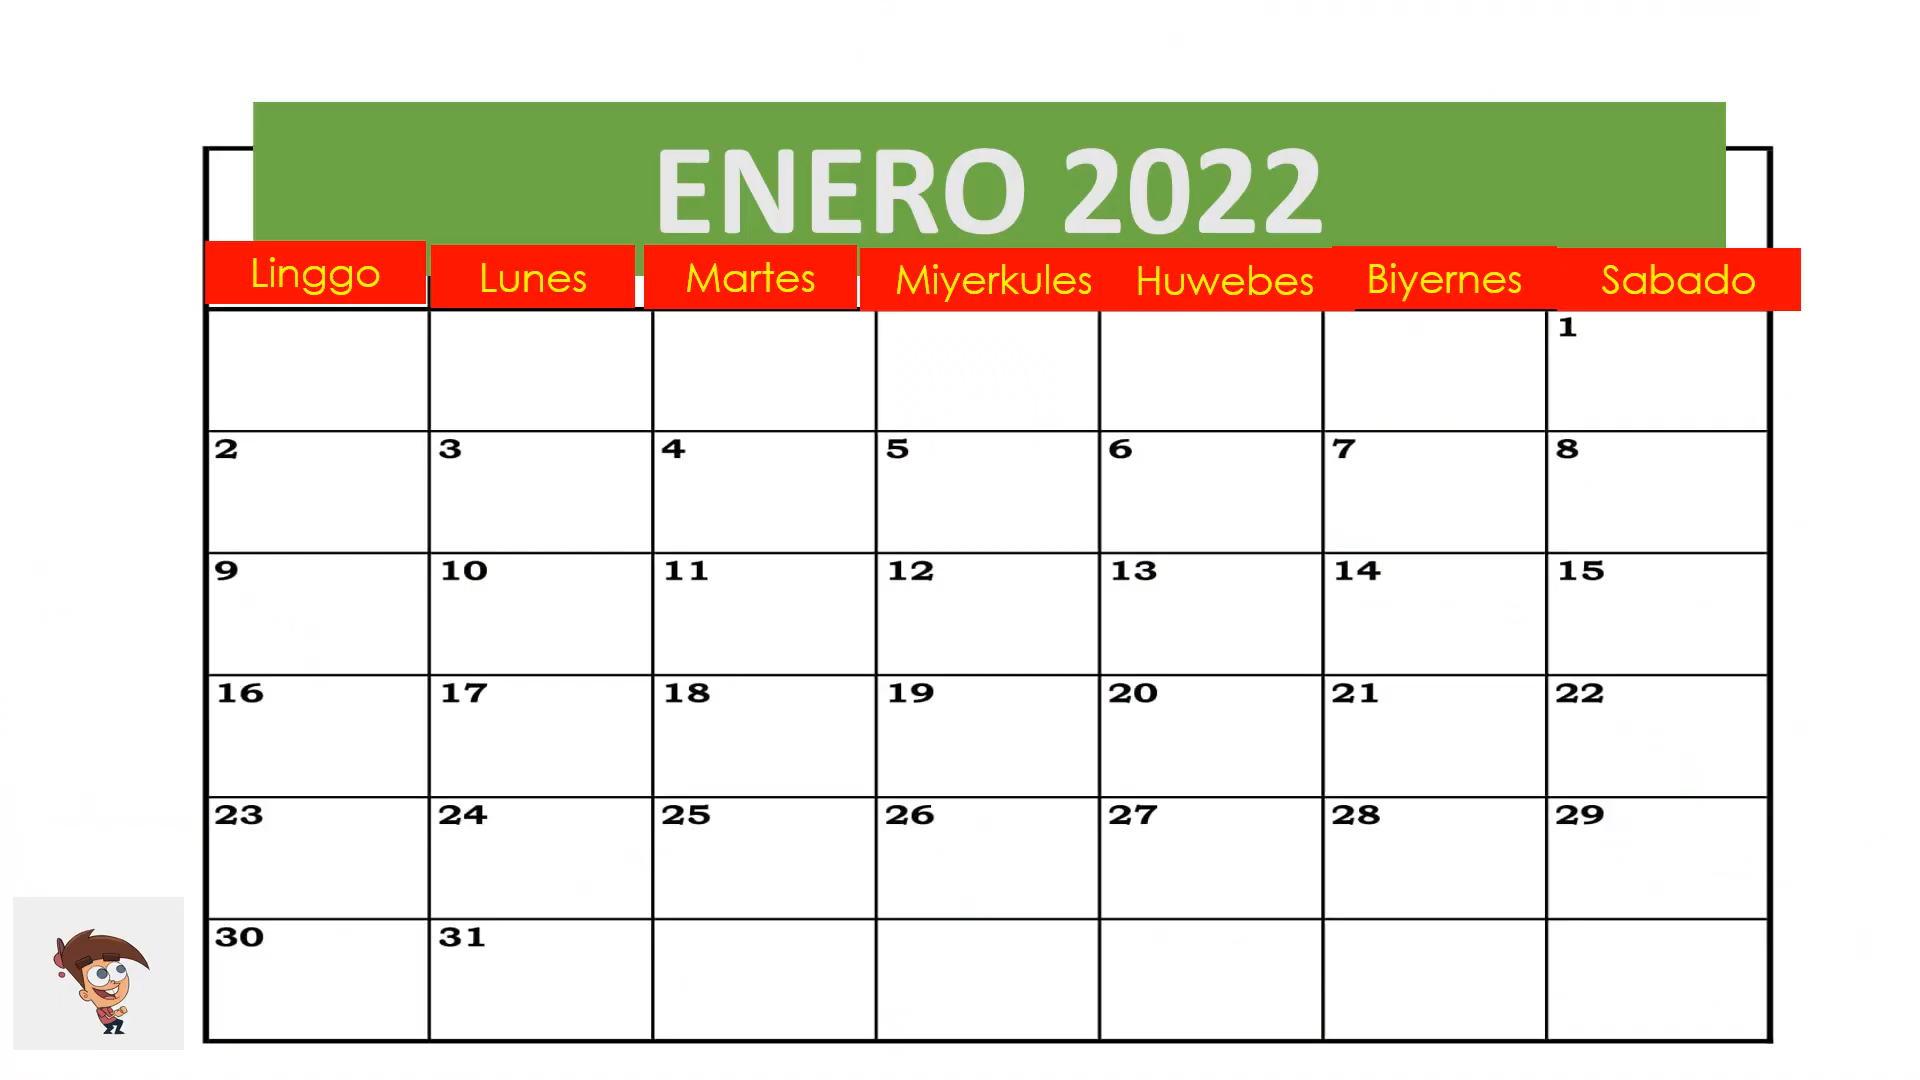 ENERO 2022
Linggo Lunes Martes Miyerkules Huwebes Biyernes Sabado
1
2 3 4 5 6 7 8
9 10 11 12 13 14 15
16 17 18 19 20 21 22
23 24 25 26 27 28 29
30 31